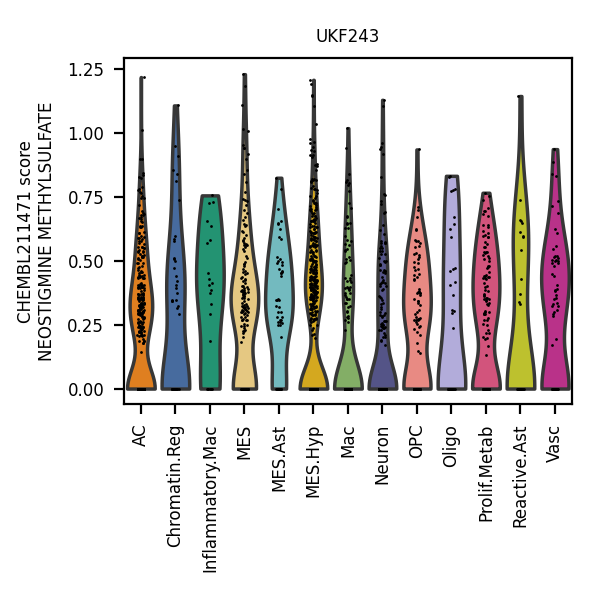 UKF243
CHEMBL211471 score
NEOSTIGMINE METHYLSULFATE
1.25
1.00
0.75
0.50
0.25
0.00
AC
Chromatin.Reg
Inflammatory.Mac
MES
MES.Ast
MES.Hyp
Mac
Neuron
OPC
Oligo
Prolif.Metab
Reactive.Ast
Vasc